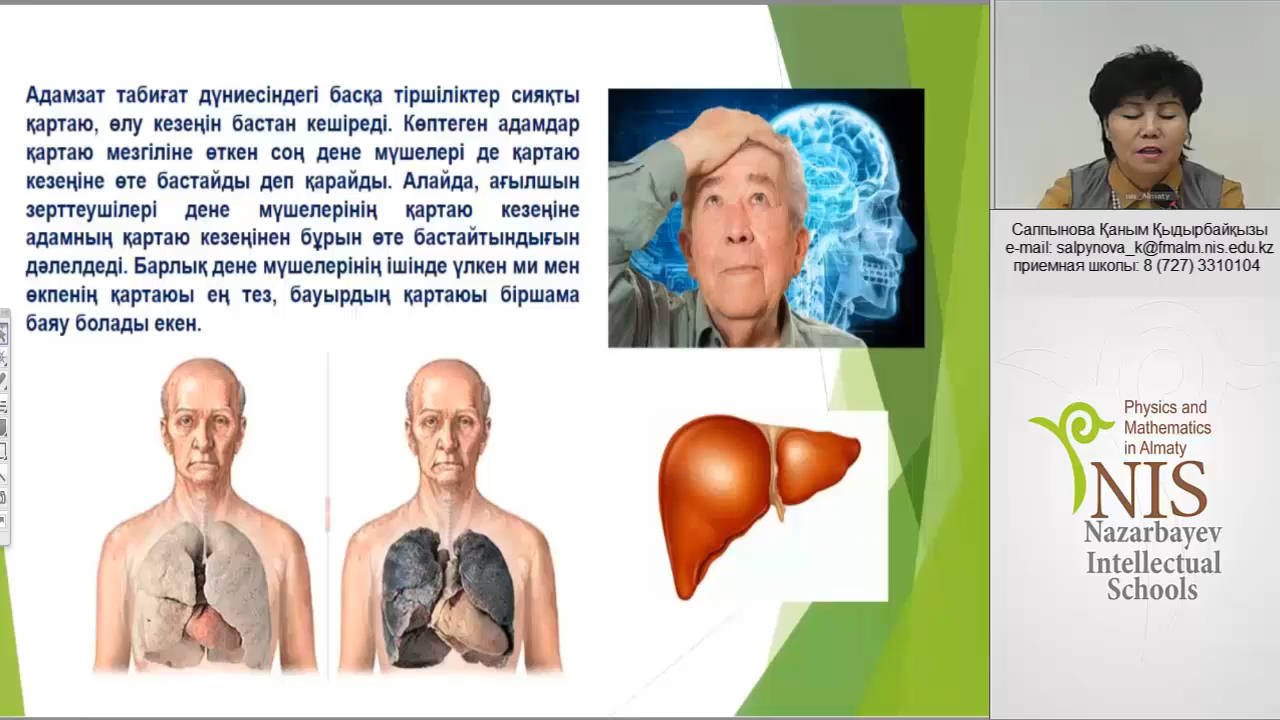 Адамзат табиғат дүниесіндегі басқа тіршіліктер сияқты
қартаю, өлу кезеңін бастан кешіреді. Көптеген адамдар
қартаю мезгіліне өткен соң дене мүшелері де қартаю
кезеңіне өте бастайды деп қарайды. Алайда, ағылшын
зерттеушілері дене мүшелерінің қартаю кезеңіне
адамның қартаю кезеңінен бұрын өте бастайтындығын
дәлелдеді. Барлық дене мүшелерінің ішінде үлкен ми мен
өкпенің қартаюы ең тез, бауырдың қартаюы біршама
баяу болады екен.
nis_Almaty
Салпынова Қаным Қыдырбайқызы
e-mail: salpynova_k@fmalm.nis.edu.kz
приемная школы: 8 (727) 3310104
Physics and
Mathematics
in Almaty
NIS
Nazarbayev
Intellectual
Schools